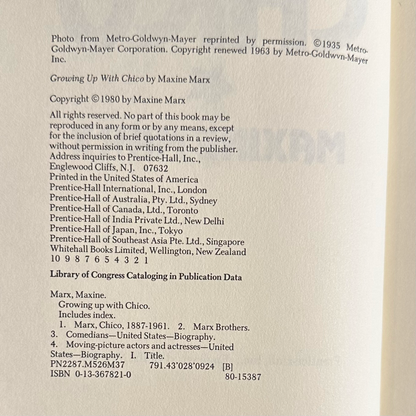 Photo from Metro-Goldwyn-Mayer reprinted by permission. ©1935 Metro-
Goldwyn-Mayer Corporation. Copyright renewed 1963 by Metro-Goldwyn-Mayer
Inc.
Growing Up With Chico by Maxine Marx
Copyright ©1980 by Maxine Marx
All rights reserved. No part of this book may be
reproduced in any form or by any means, except
for the inclusion of brief quotations in a review,
without permission in writing from the publisher.
Address inquiries to Prentice-Hall, Inc.,
Englewood Cliffs, N.J. 07632
Printed in the United States of America
Prentice-Hall International, Inc., London
Prentice-Hall of Australia, Pty. Ltd., Sydney
Prentice-Hall of Canada, Ltd., Toronto
Prentice-Hall of India Private Ltd., New Delhi
Prentice-Hall of Japan, Inc., Tokyo
Prentice-Hall of Southeast Asia Pte. Ltd., Singapore
Whitehall Books Limited, Wellington, New Zealand
10 9 8 7 6 5 4 3 2 1
Library of Congress Cataloging in Publication Data
Marx, Maxine.
Growing up with Chico.
Includes index.
1. Marx, Chico, 1887-1961. 2. Marx Brothers.
3. Comedians—United States—Biography.
4. Moving-picture actors and actresses—United
States—Biography. I. Title.
PN2287.M526M37 791.43'028'0924 [B]
ISBN 0-13-367821-0 80-15387